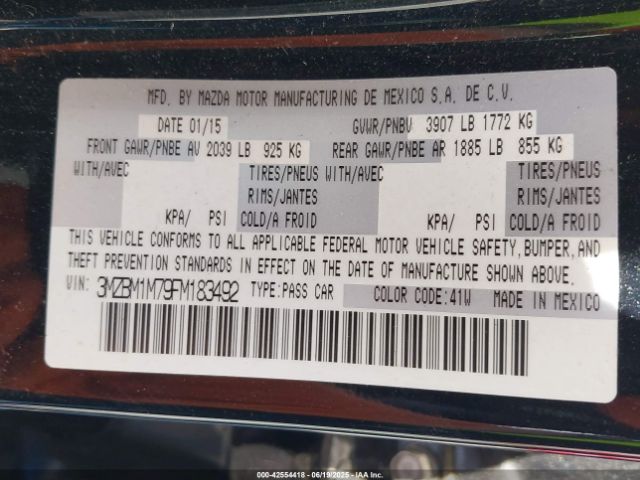 MFD. BY MAZDA MOTOR MANUFACTURING DE MEXICO S.A. DE C.V.
DATE 01/15 GVWR/PNBV 3907 LB 1772 KG
FRONT GAWR/PNBE AV 2039 LB 925 KG REAR GAWR/PNBE AR 1885 LB 855 KG
WITH/AVEC TIRES/PNEUS WITH/AVEC TIRES/PNEUS
RIMS/JANTES RIMS/JANTES
KPA/ PSI COLD/A FROID KPA/ PSI COLD/A FROID
THIS VEHICLE CONFORMS TO ALL APPLICABLE FEDERAL MOTOR VEHICLE SAFETY,BUMPER,AND
THEFT PREVENTION STANDARDS IN EFFECT ON THE DATE OF MANUFACTURE SHOWN ABOVE.
VIN: 3MZBM1M79FM183492 TYPE:PASS CAR COLOR CODE:41W MADE IN MEXICO
000-42554418 - 06/19/2025 - IAA Inc.